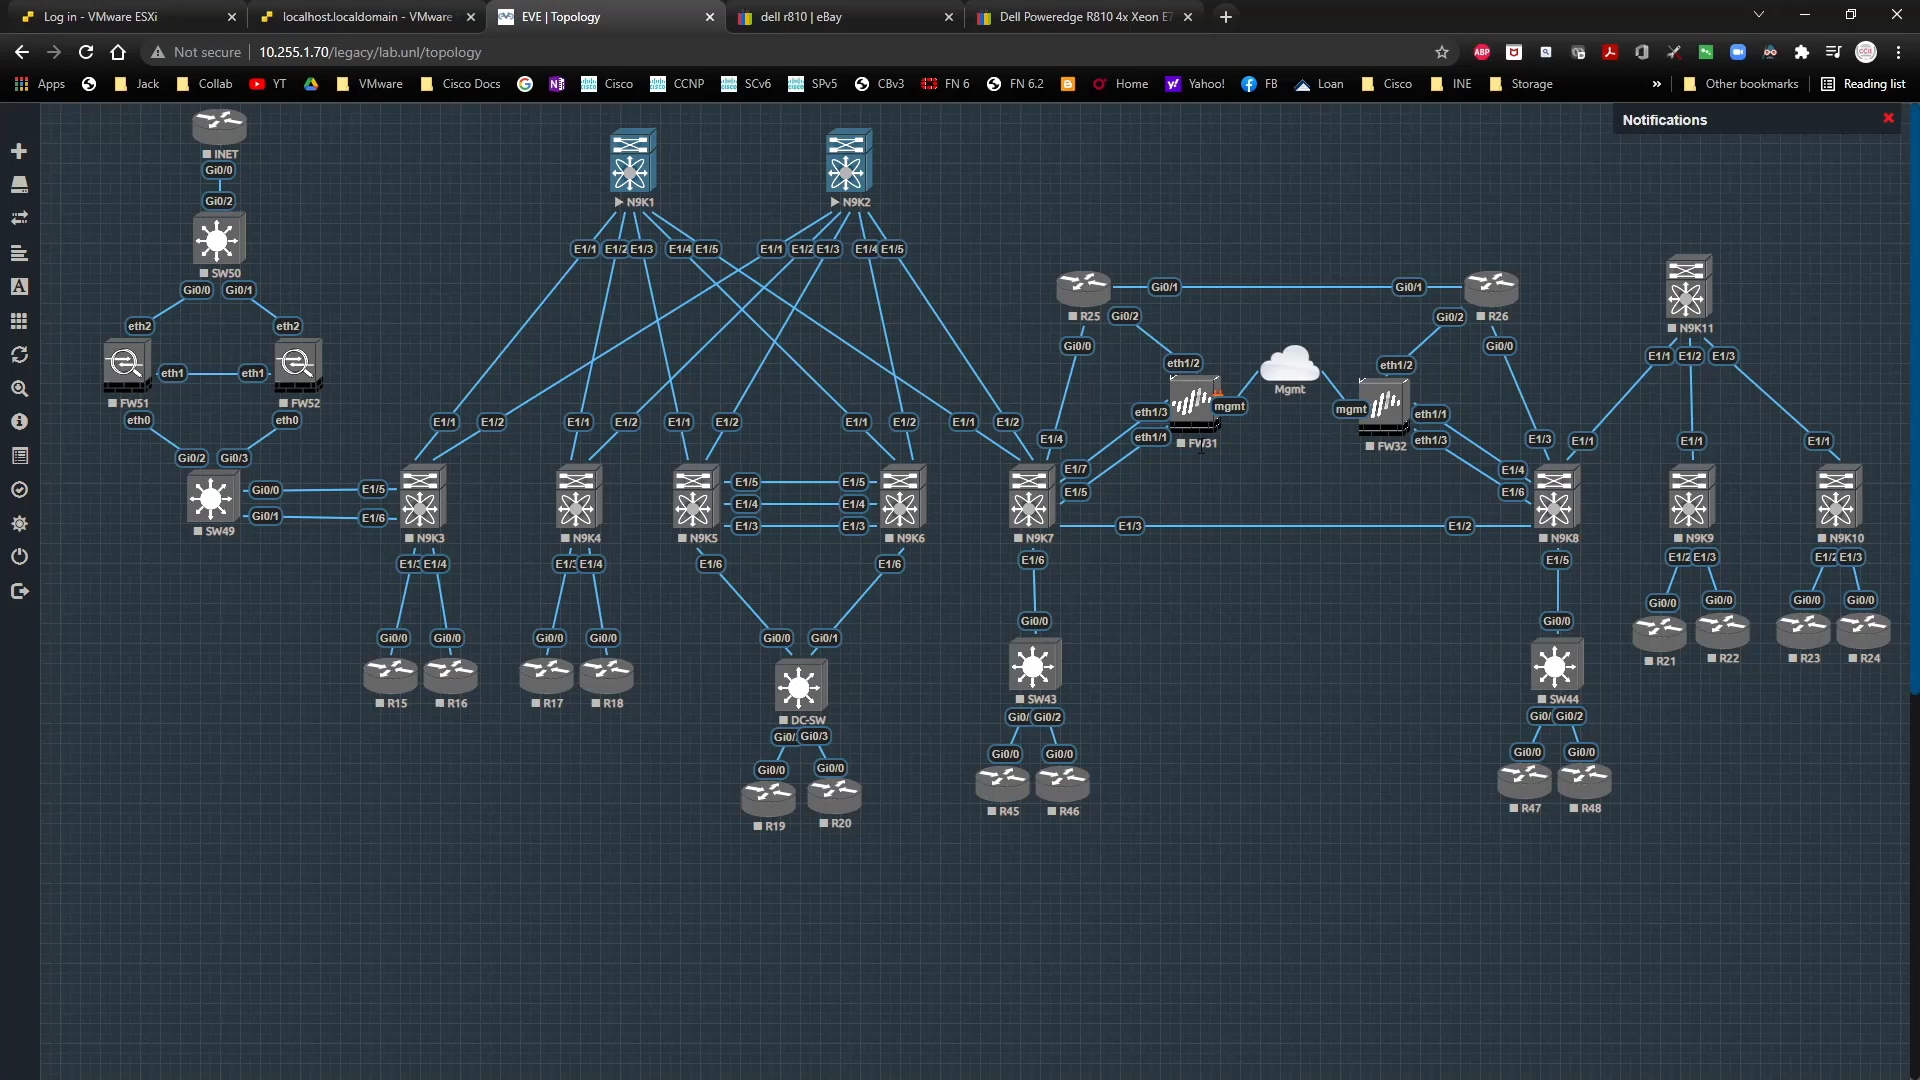 Log in - VMware ESXi
localhost.localdomain - VMware
EVE | Topology
dell r810 | eBay
Dell Poweredge R810 4x Xeon E7
Not secure
10.255.1.70/legacy/lab.unl/topology
Apps
Jack
Collab
YT
VMware
Cisco Docs
Cisco
CCNP
SCv6
SPv5
CBv3
FN 6
FN 6.2
Home
Yahoo!
FB
Loan
Cisco
INE
Storage
»
Other bookmarks
Reading list
Notifications
INET
Gi0/0
Gi0/2
SW50
Gi0/0 Gi0/1
eth2 eth2
eth1 eth1
FW51 FW52
eth0 eth0
Gi0/2 Gi0/3
SW49
Gi0/0 E1/5
Gi0/1 E1/6
N9K1 N9K2
E1/1 E1/2 E1/3 E1/4 E1/5
E1/1 E1/2 E1/3 E1/4 E1/5
E1/1 E1/2 E1/1 E1/2 E1/1 E1/2 E1/1 E1/2 E1/1 E1/2
E1/5 E1/5
E1/4 E1/4
E1/3 E1/3
N9K3 N9K4 N9K5 N9K6 N9K7 N9K8
E1/3 E1/4 E1/3 E1/4 E1/6 E1/6
Gi0/0 Gi0/0 Gi0/0 Gi0/0 Gi0/0 Gi0/1
R15 R16 R17 R18
DC-SW
Gi0/ Gi0/3
Gi0/0 Gi0/0
R19 R20
R25 Gi0/1 Gi0/1 R26
Gi0/2 Gi0/2
Gi0/0 Gi0/0
eth1/2 eth1/2
Mgmt
mgmt mgmt
eth1/3 eth1/1
eth1/1 eth1/3
FW31 FW32
E1/4 E1/3
E1/7 E1/4
E1/5 E1/6
E1/3 E1/2
E1/6 E1/5
Gi0/0 Gi0/0
SW43 SW44
Gi0/ Gi0/2 Gi0/ Gi0/2
Gi0/0 Gi0/0 Gi0/0 Gi0/0
R45 R46 R47 R48
N9K11
E1/1 E1/2 E1/3
E1/1 E1/1 E1/1
N9K9 N9K10
E1/2 E1/3 E1/2 E1/3
Gi0/0 Gi0/0 Gi0/0 Gi0/0
R21 R22 R23 R24